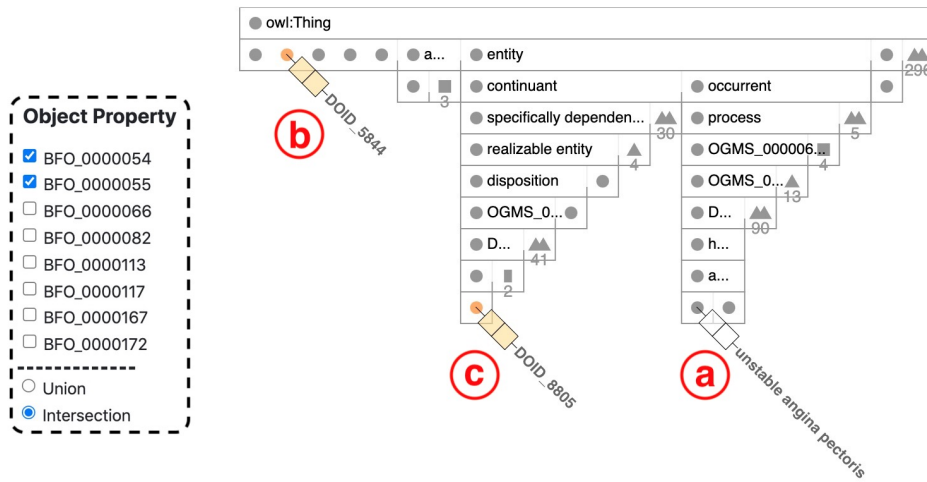 owl:Thing
a... entity
296
3 continuant occurrent
specifically dependen... process
30 5
realizable entity OGMS_000006...
4 4
disposition OGMS_0...
13
OGMS_0... D...
90
D... h...
41
a...
2
DOID_5844
DOID_8805
unstable angina pectoris
b
c
a
Object Property
BFO_0000054
BFO_0000055
BFO_0000066
BFO_0000082
BFO_0000113
BFO_0000117
BFO_0000167
BFO_0000172
Union
Intersection